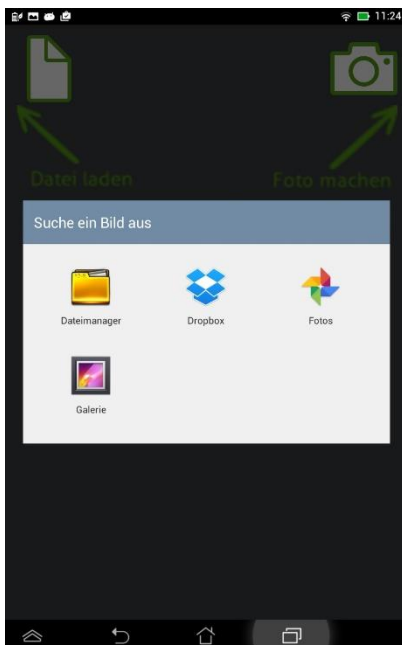 11:24
Datei laden
Foto machen
Suche ein Bild aus
Dateimanager
Dropbox
Fotos
Galerie